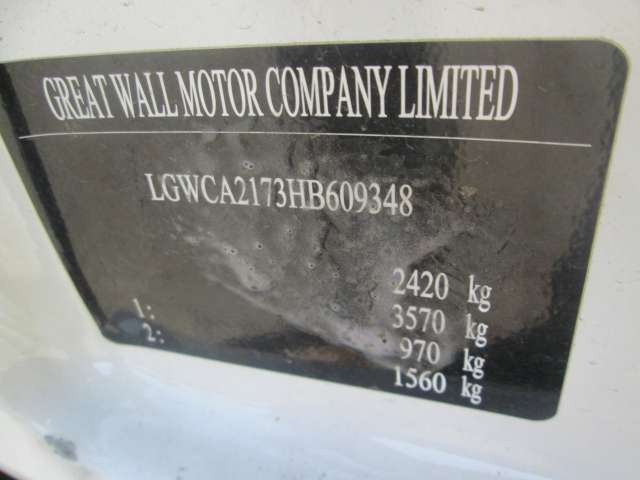 GREAT WALL MOTOR COMPANY LIMITED
LGWCA2173HB609348
2420 kg
3570 kg
1: 970 kg
2: 1560 kg